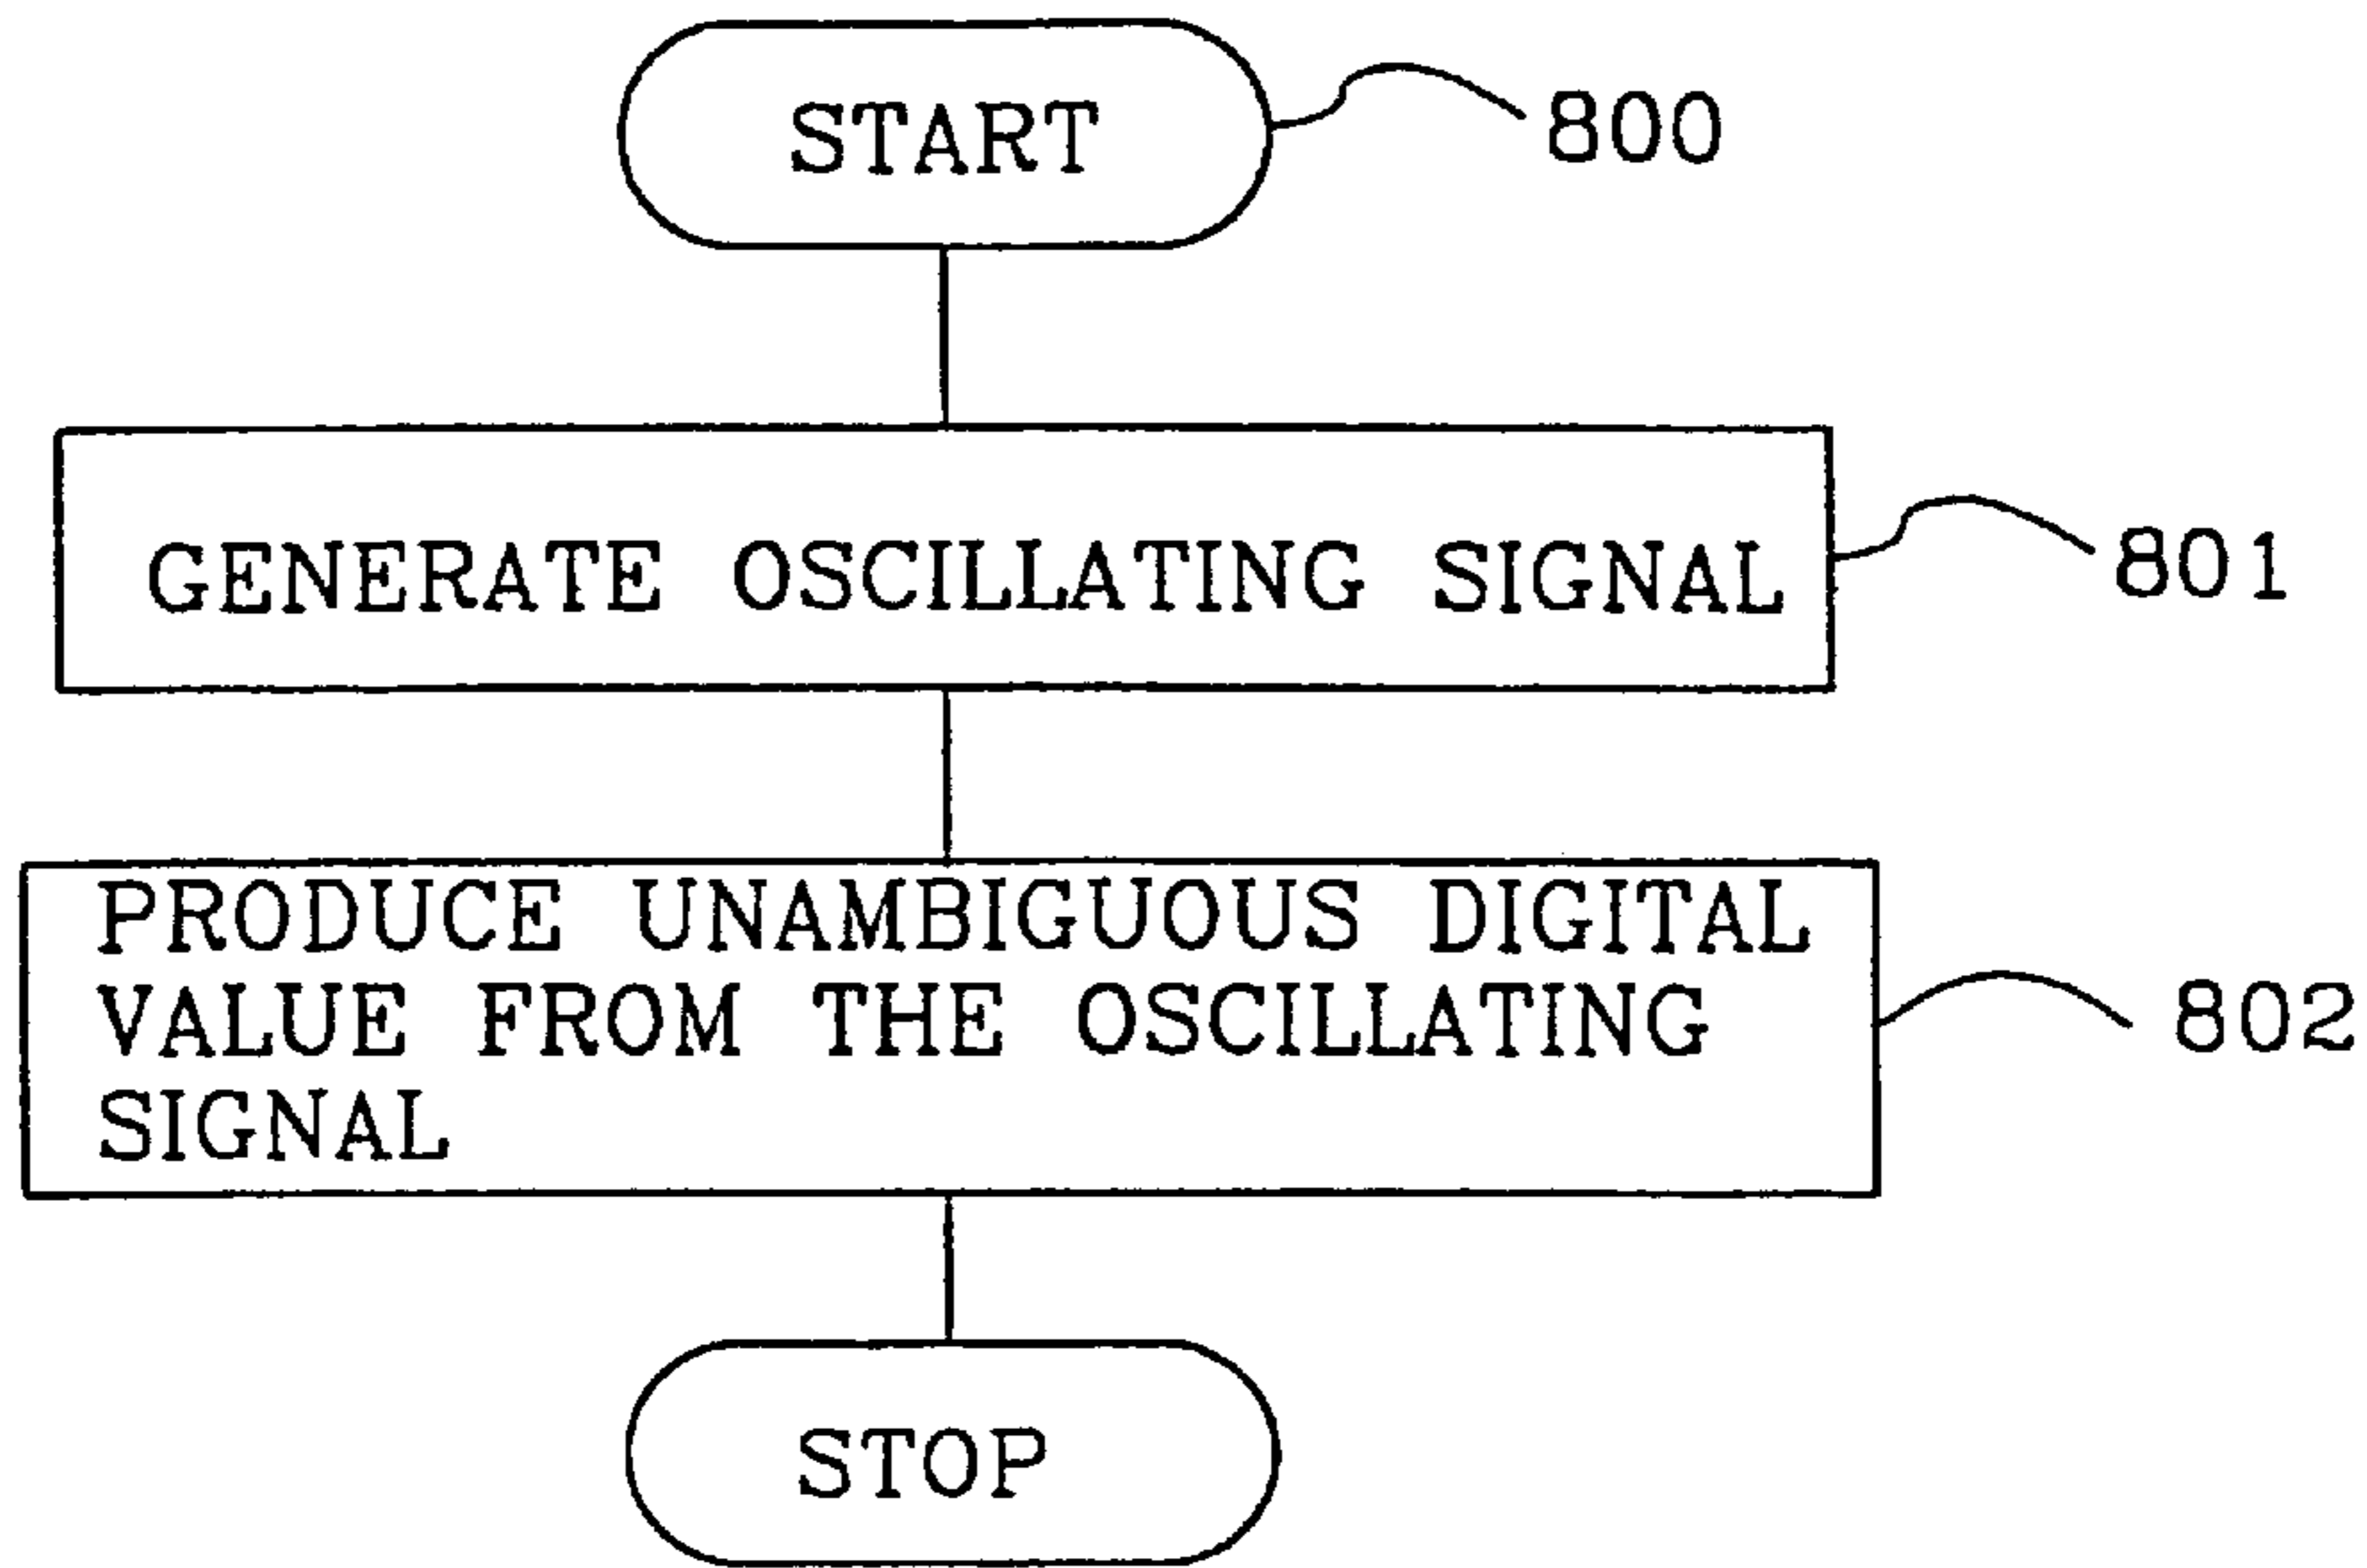 START
800
GENERATE OSCILLATING SIGNAL
801
PRODUCE UNAMBIGUOUS DIGITAL
VALUE FROM THE OSCILLATING
SIGNAL
802
STOP